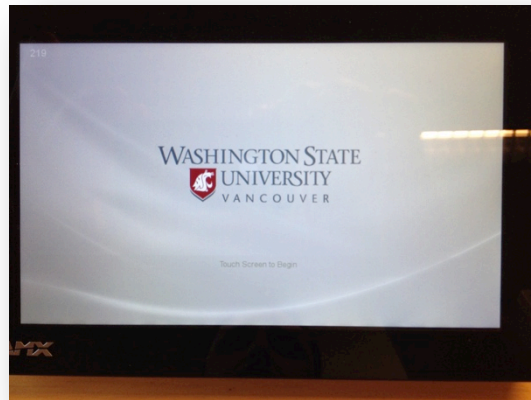 219
WASHINGTON STATE
UNIVERSITY
VANCOUVER
Touch Screen to Begin
AMX